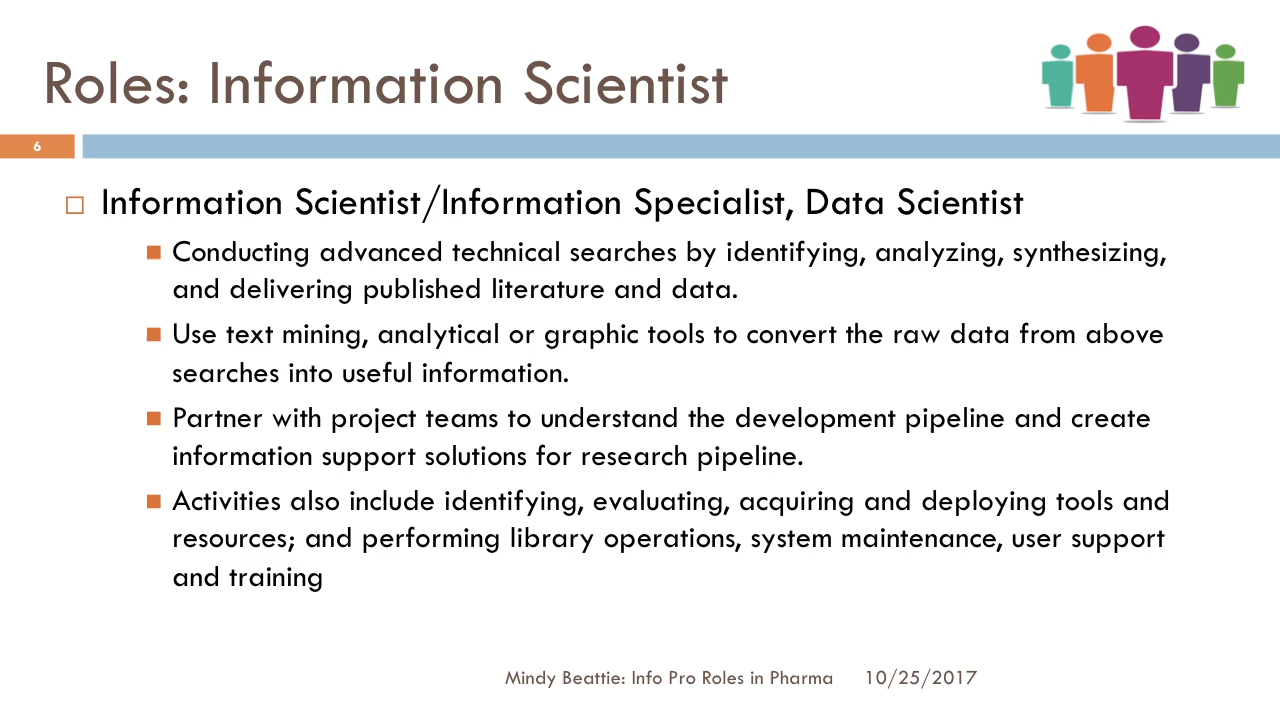 Roles: Information Scientist
6
Information Scientist/Information Specialist, Data Scientist
Conducting advanced technical searches by identifying, analyzing, synthesizing,
and delivering published literature and data.
Use text mining, analytical or graphic tools to convert the raw data from above
searches into useful information.
Partner with project teams to understand the development pipeline and create
information support solutions for research pipeline.
Activities also include identifying, evaluating, acquiring and deploying tools and
resources; and performing library operations, system maintenance, user support
and training
Mindy Beattie: Info Pro Roles in Pharma 10/25/2017